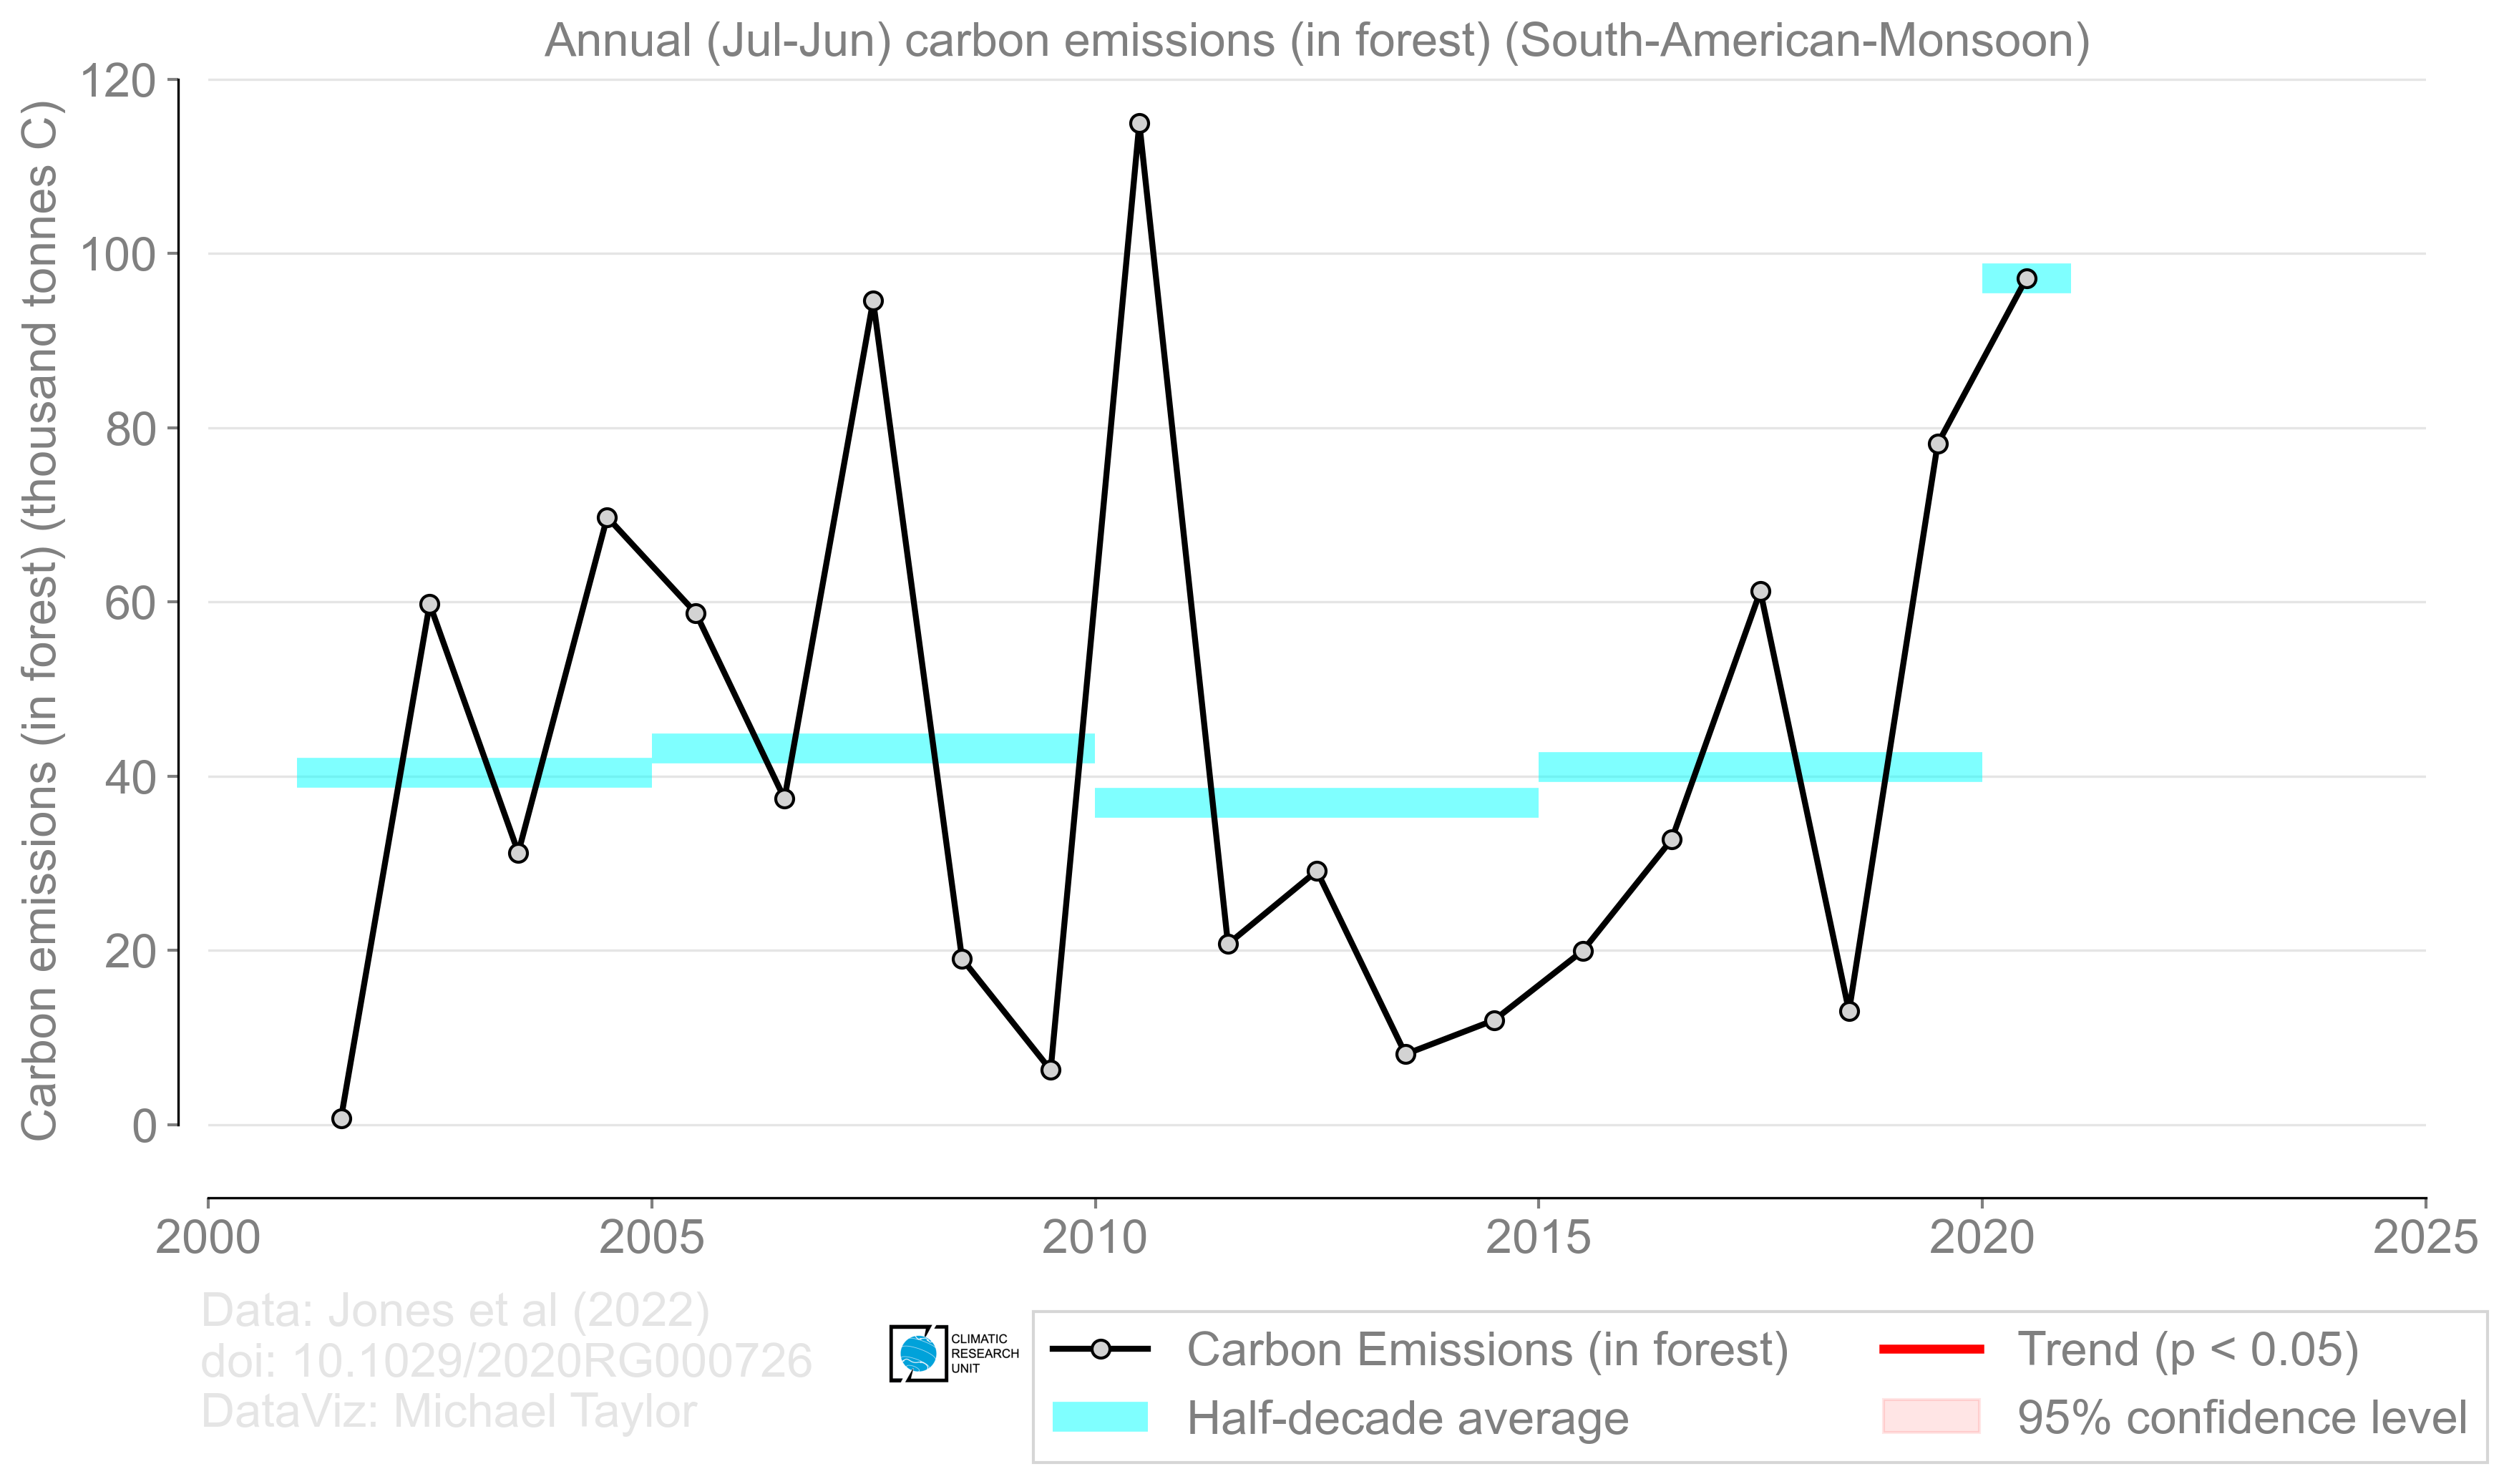 Annual (Jul-Jun) carbon emissions (in forest) (South-American-Monsoon)
Carbon emissions (in forest) (thousand tonnes C)
120
100
80
60
40
20
0
2000 2005 2010 2015 2020 2025
Data: Jones et al (2022)
doi: 10.1029/2020RG000726
DataViz: Michael Taylor
CLIMATIC
RESEARCH
UNIT
Carbon Emissions (in forest)
Half-decade average
Trend (p < 0.05)
95% confidence level